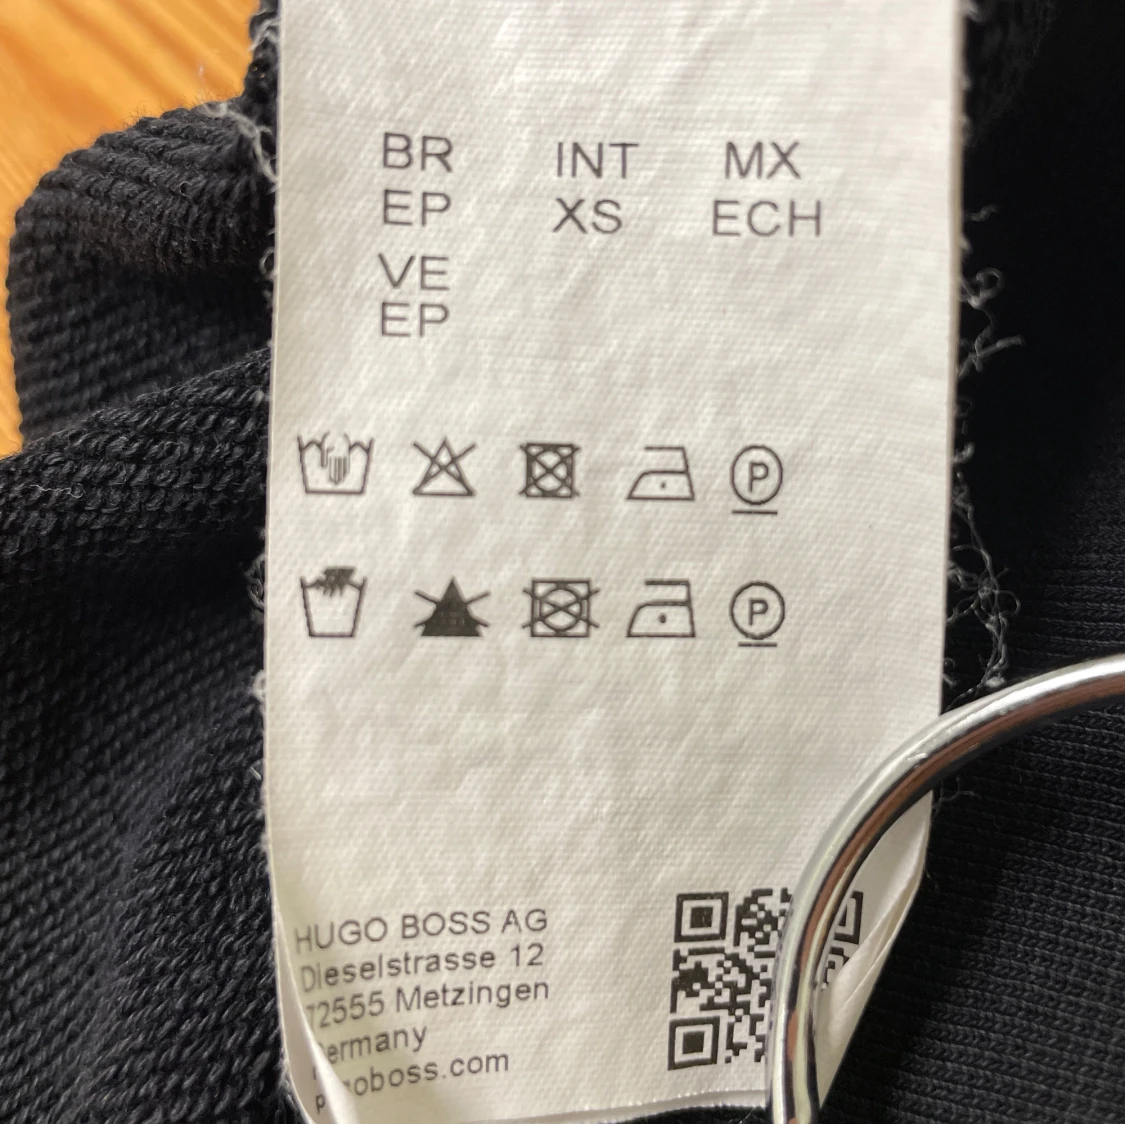 BR INT MX
EP XS ECH
VE
EP
P
P
HUGO BOSS AG
Dieselstrasse 12
72555 Metzingen